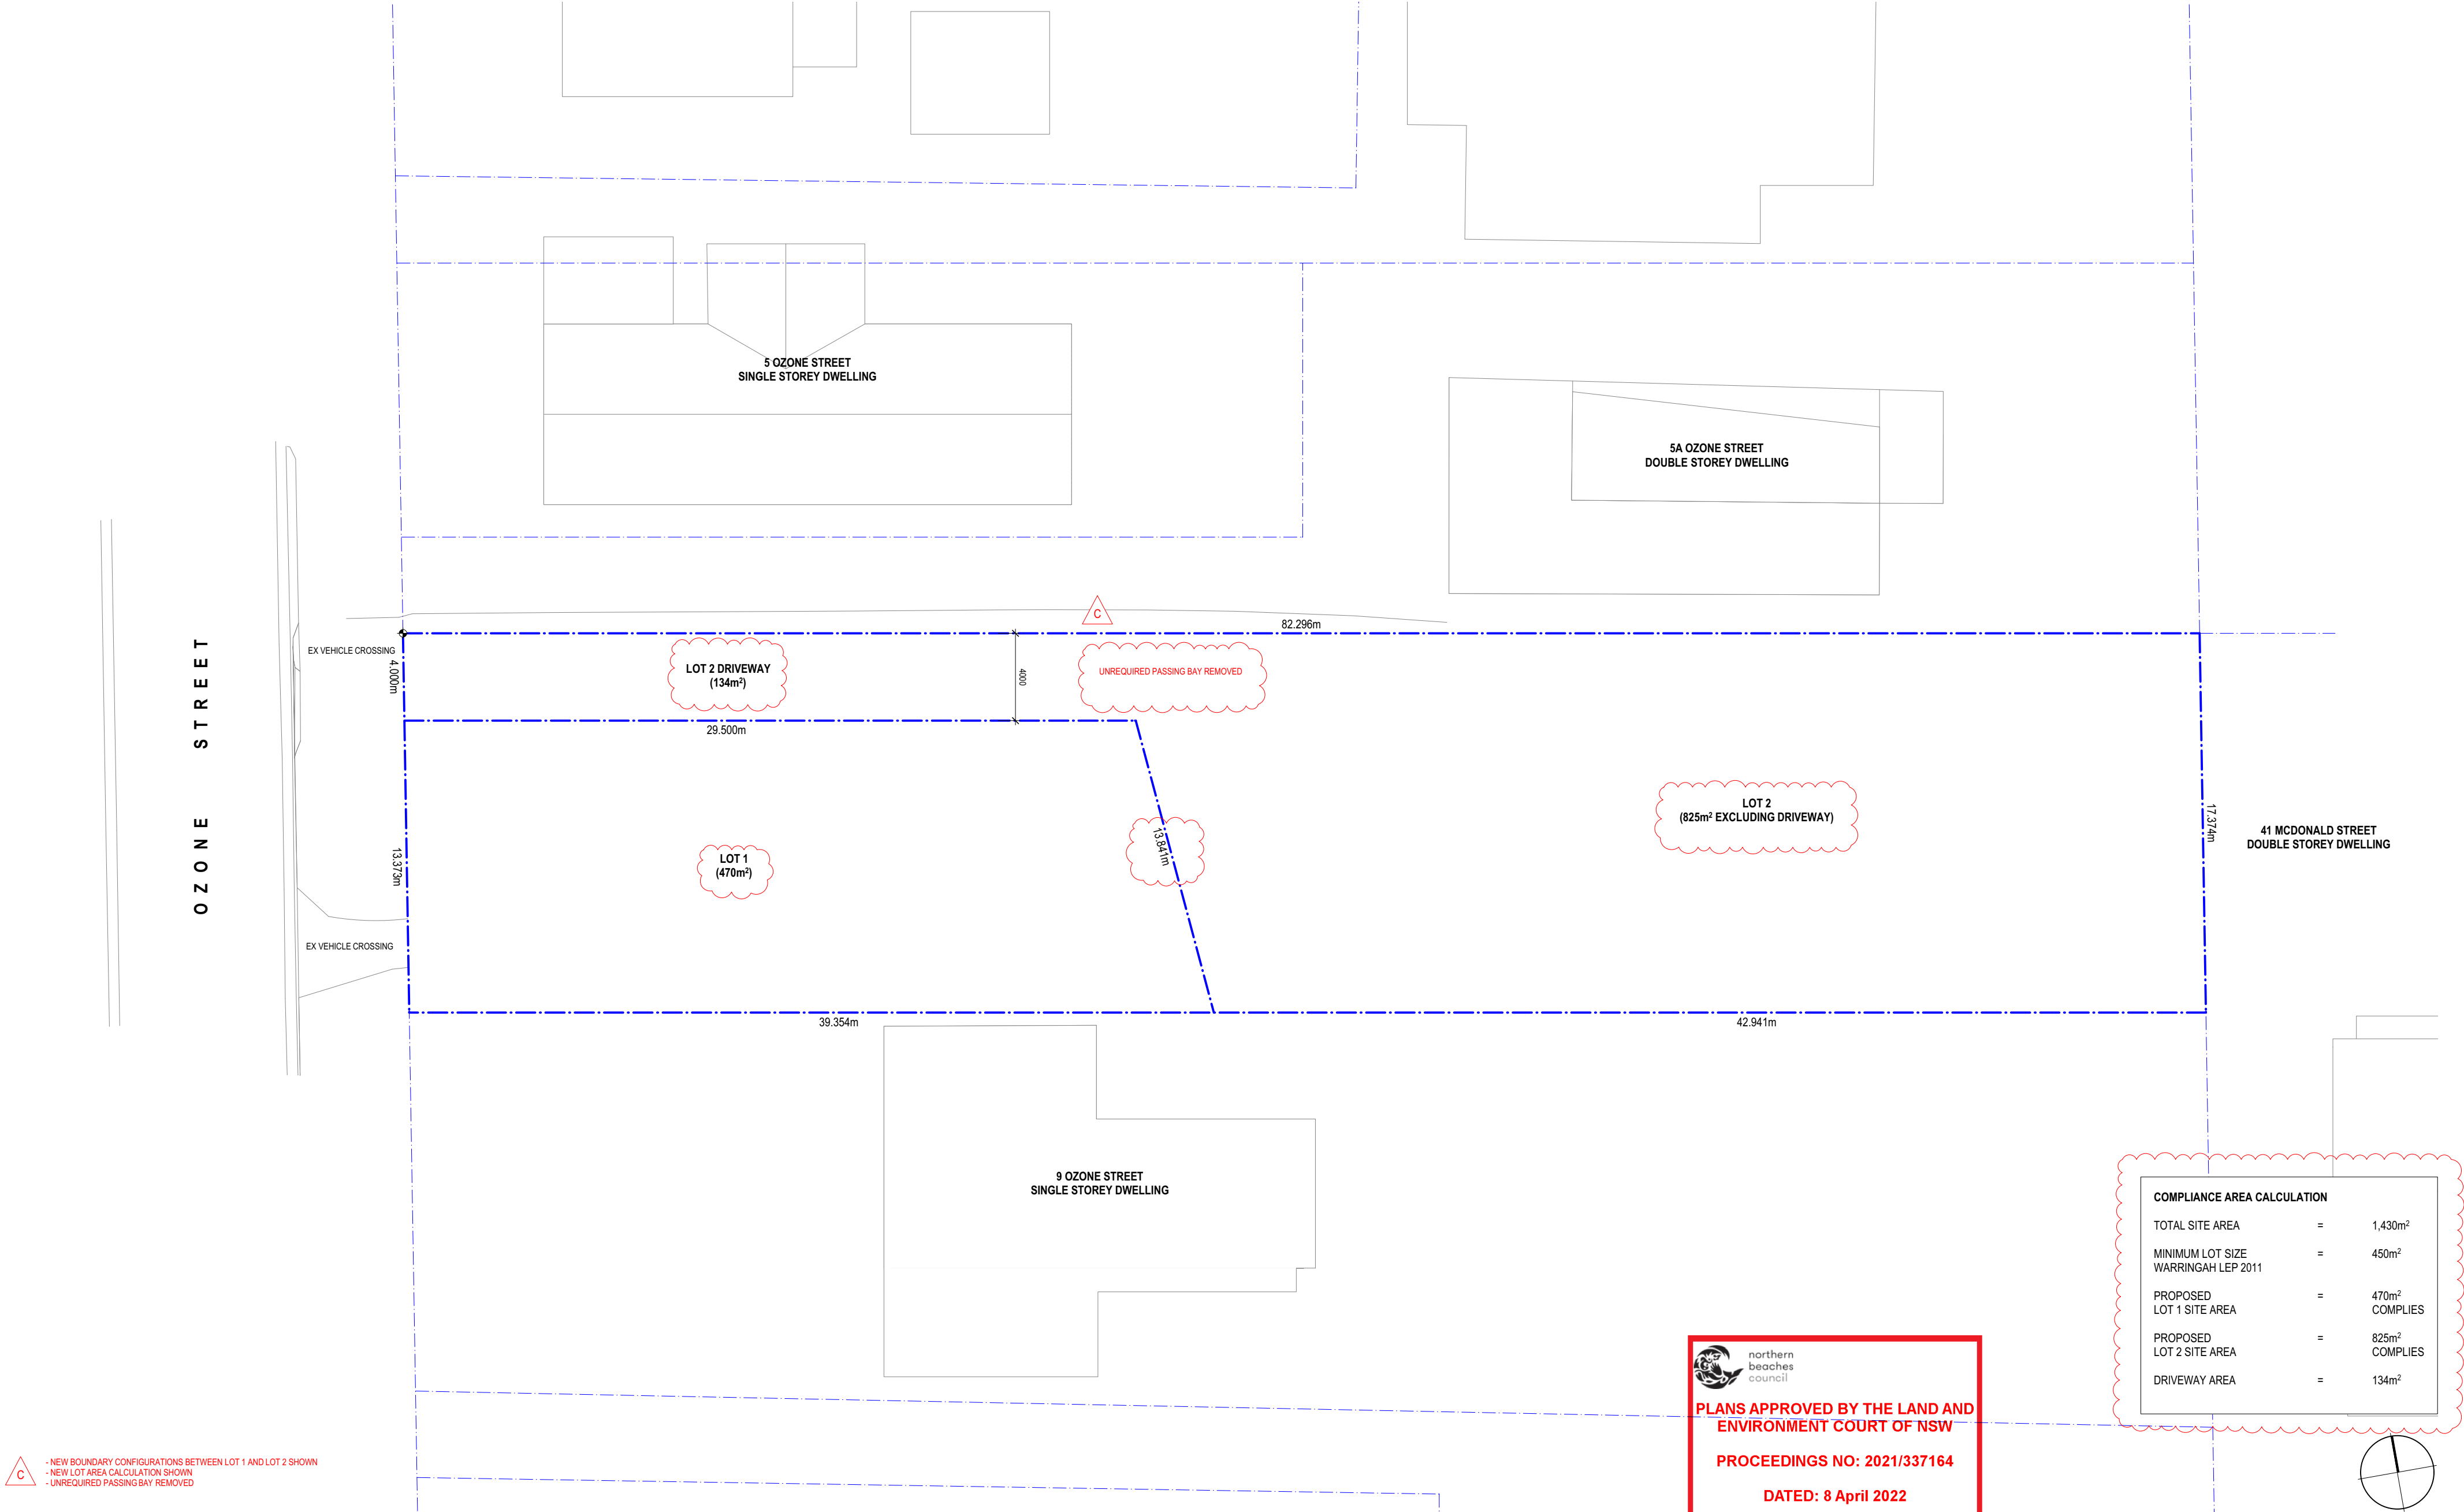 5 OZONE STREET
SINGLE STOREY DWELLING
5A OZONE STREET
DOUBLE STOREY DWELLING
OZONE STREET
EX VEHICLE CROSSING
4.000m
LOT 2 DRIVEWAY
(134m²)
4000
C
UNREQUIRED PASSING BAY REMOVED
82.296m
29.500m
13.373m
LOT 1
(470m²)
13.841m
LOT 2
(825m² EXCLUDING DRIVEWAY)
17.374m
41 MCDONALD STREET
DOUBLE STOREY DWELLING
EX VEHICLE CROSSING
39.354m
42.941m
9 OZONE STREET
SINGLE STOREY DWELLING
COMPLIANCE AREA CALCULATION
TOTAL SITE AREA = 1,430m²
MINIMUM LOT SIZE = 450m²
WARRINGAH LEP 2011
PROPOSED = 470m²
LOT 1 SITE AREA COMPLIES
PROPOSED = 825m²
LOT 2 SITE AREA COMPLIES
DRIVEWAY AREA = 134m²
northern
beaches
council
PLANS APPROVED BY THE LAND AND
ENVIRONMENT COURT OF NSW
PROCEEDINGS NO: 2021/337164
DATED: 8 April 2022
C
- NEW BOUNDARY CONFIGURATIONS BETWEEN LOT 1 AND LOT 2 SHOWN
- NEW LOT AREA CALCULATION SHOWN
- UNREQUIRED PASSING BAY REMOVED